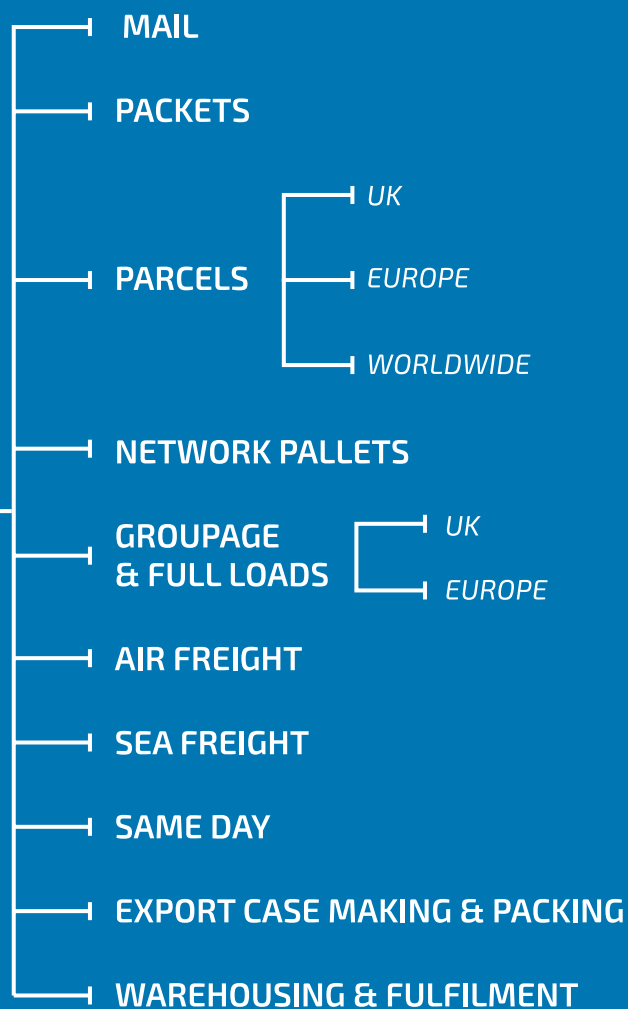 MAIL
PACKETS
PARCELS
UK
EUROPE
WORLDWIDE
NETWORK PALLETS
GROUPAGE
& FULL LOADS
UK
EUROPE
AIR FREIGHT
SEA FREIGHT
SAME DAY
EXPORT CASE MAKING & PACKING
WAREHOUSING & FULFILMENT